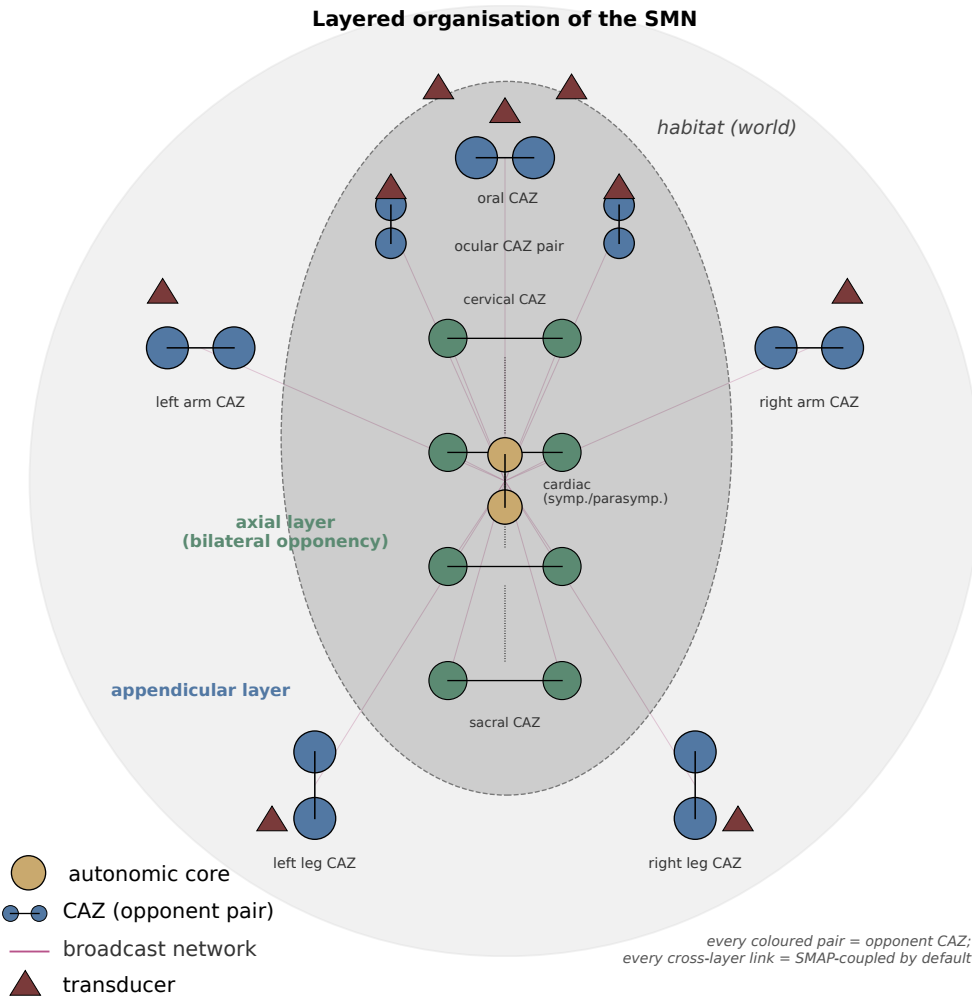 Layered organisation of the SMN
habitat (world)
oral CAZ
ocular CAZ pair
cervical CAZ
left arm CAZ
right arm CAZ
cardiac
(symp./parasymp.)
axial layer
(bilateral opponency)
appendicular layer
sacral CAZ
left leg CAZ
right leg CAZ
autonomic core
CAZ (opponent pair)
broadcast network
transducer
every coloured pair = opponent CAZ;
every cross-layer link = SMAP-coupled by default